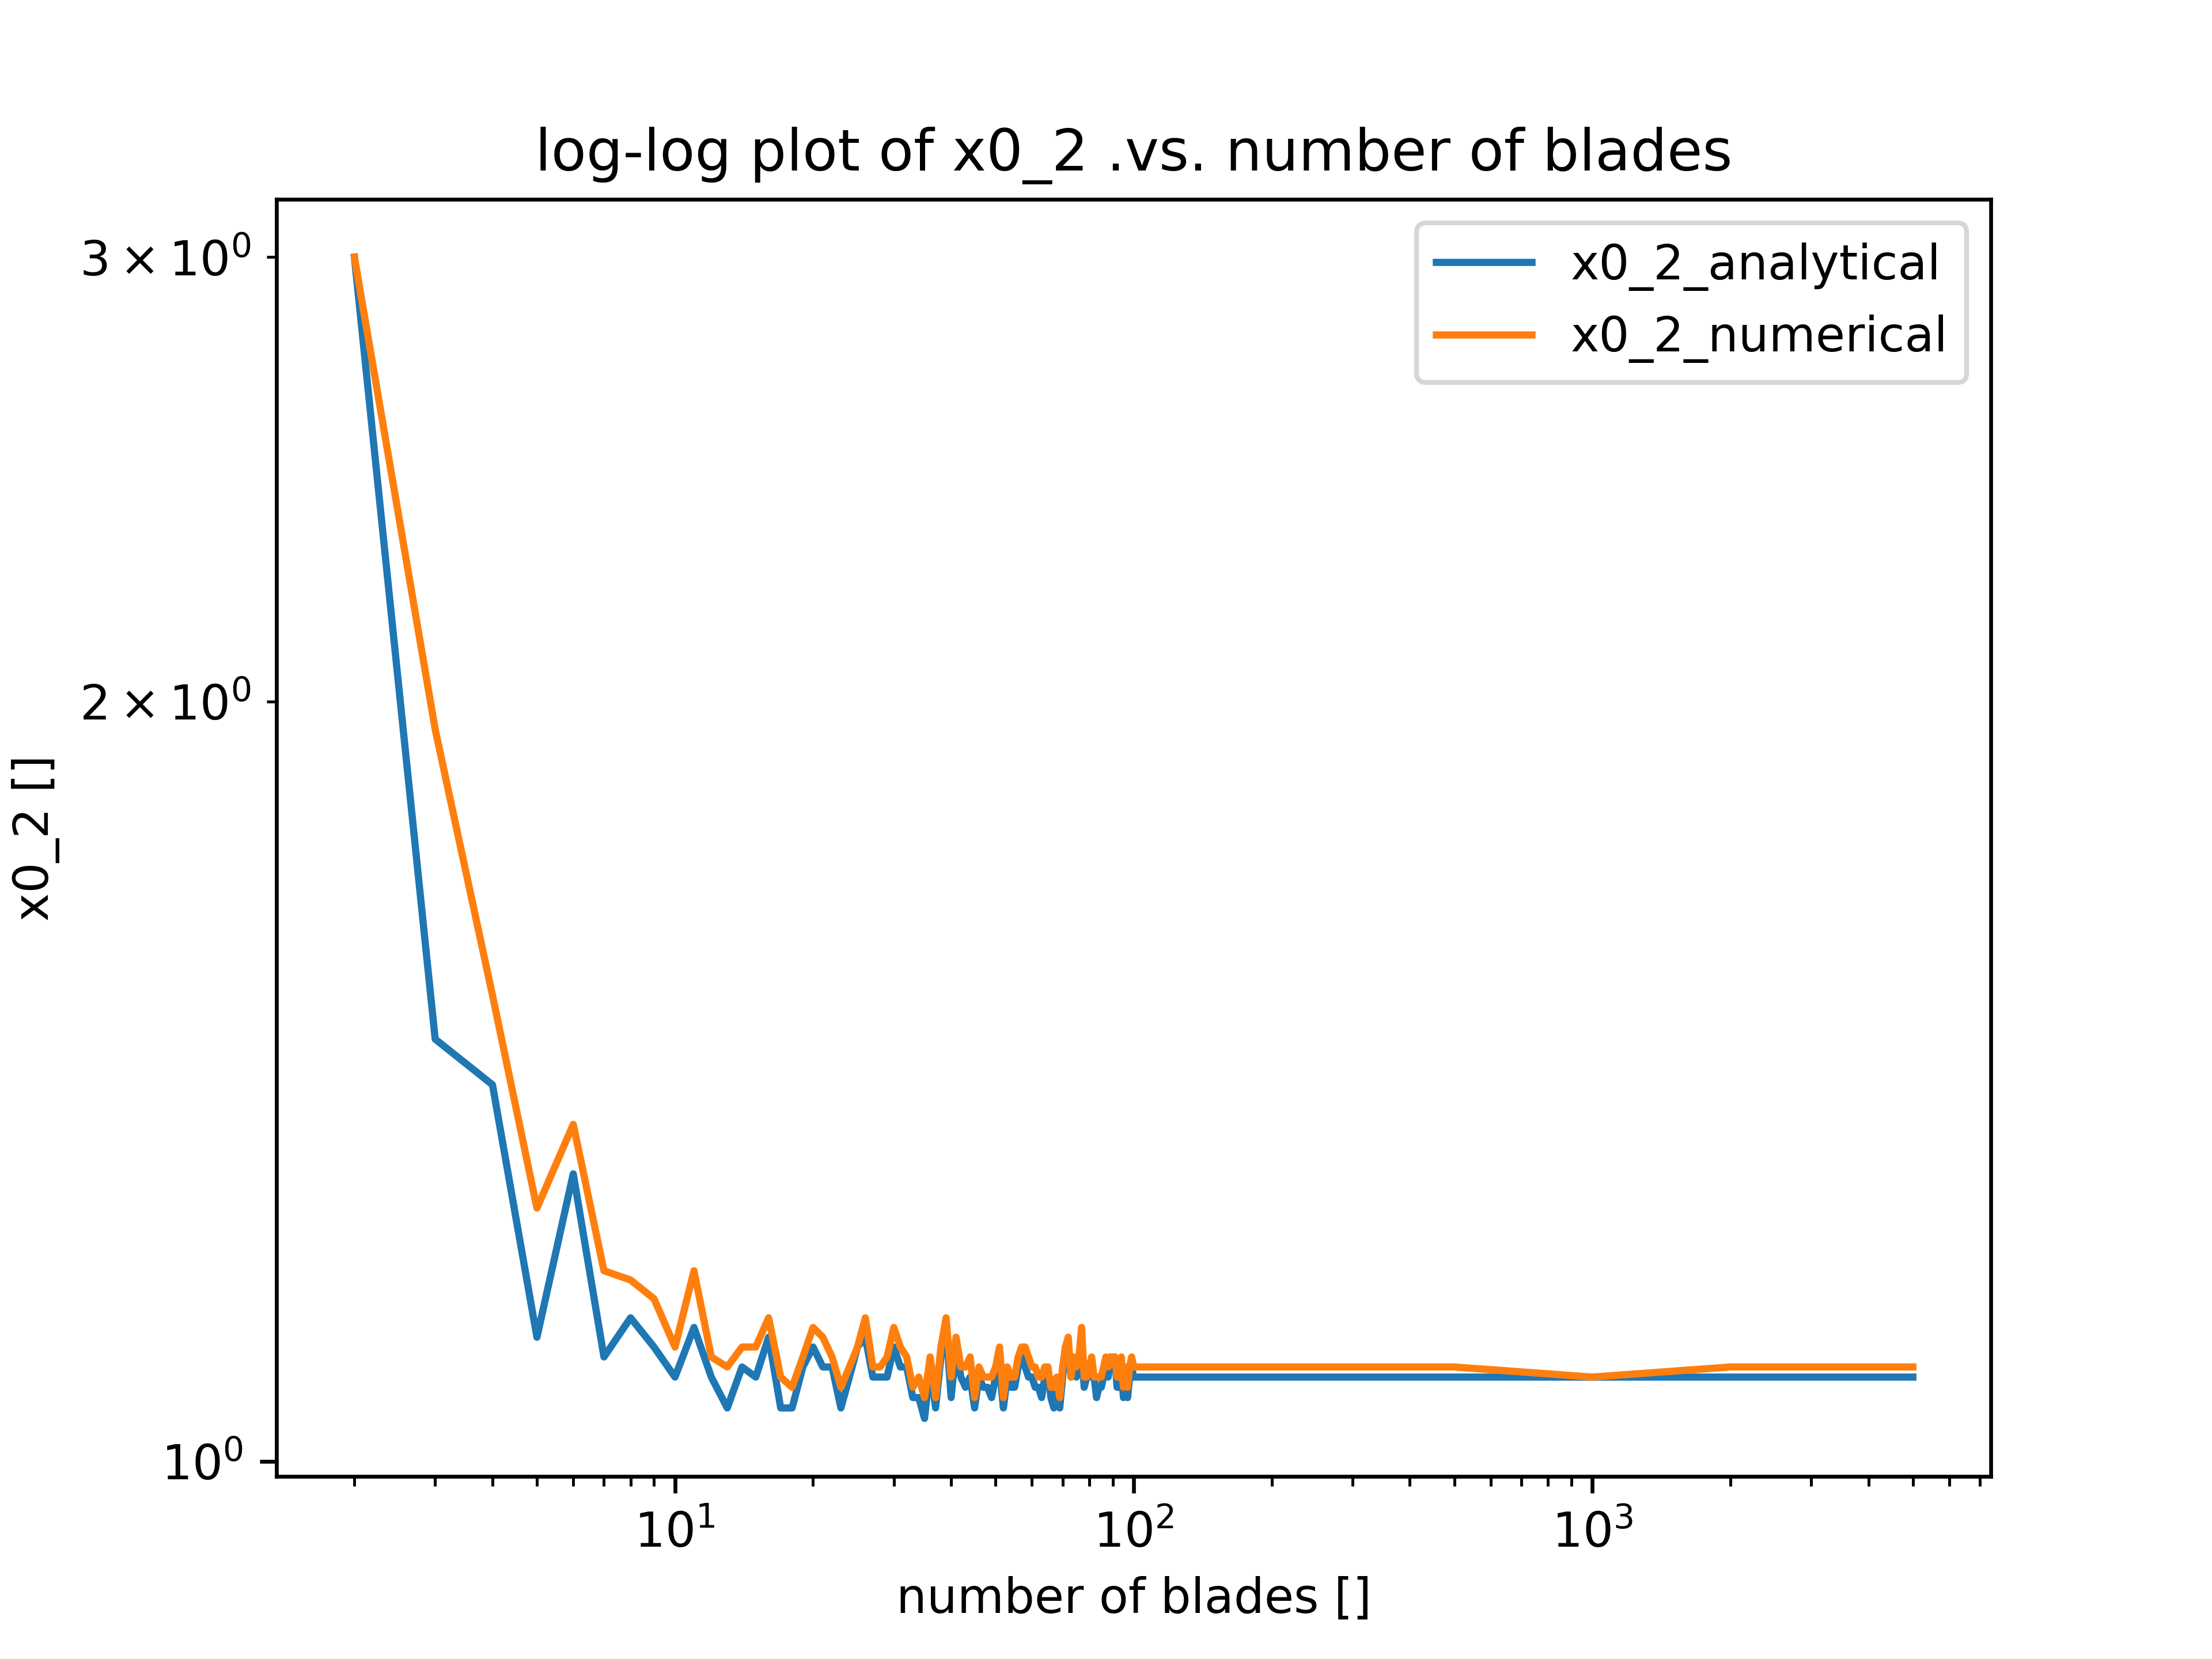 log-log plot of x0_2 .vs. number of blades
x0_2_analytical
x0_2_numerical
3 × 10⁰
2 × 10⁰
10⁰
x0_2 []
10¹ 10² 10³
number of blades []